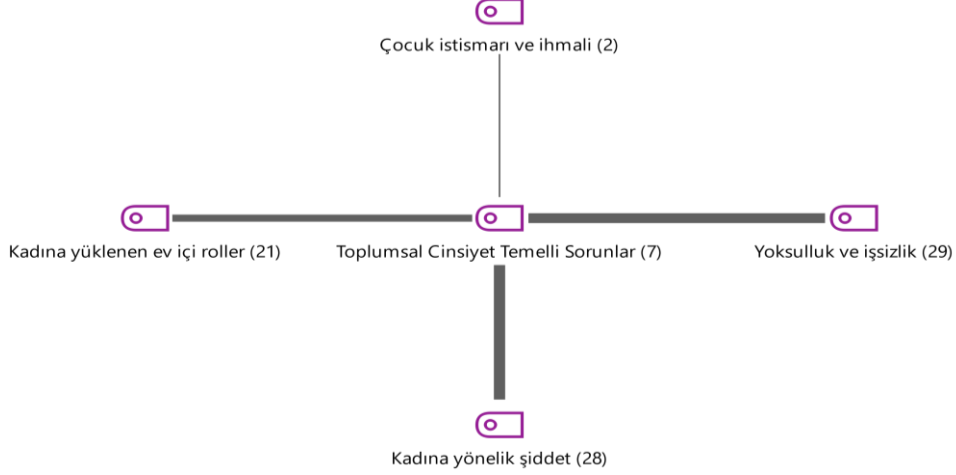 Çocuk istismarı ve ihmali (2)
Kadına yüklenen ev içi roller (21)
Toplumsal Cinsiyet Temelli Sorunlar (7)
Yoksulluk ve işsizlik (29)
Kadına yönelik şiddet (28)